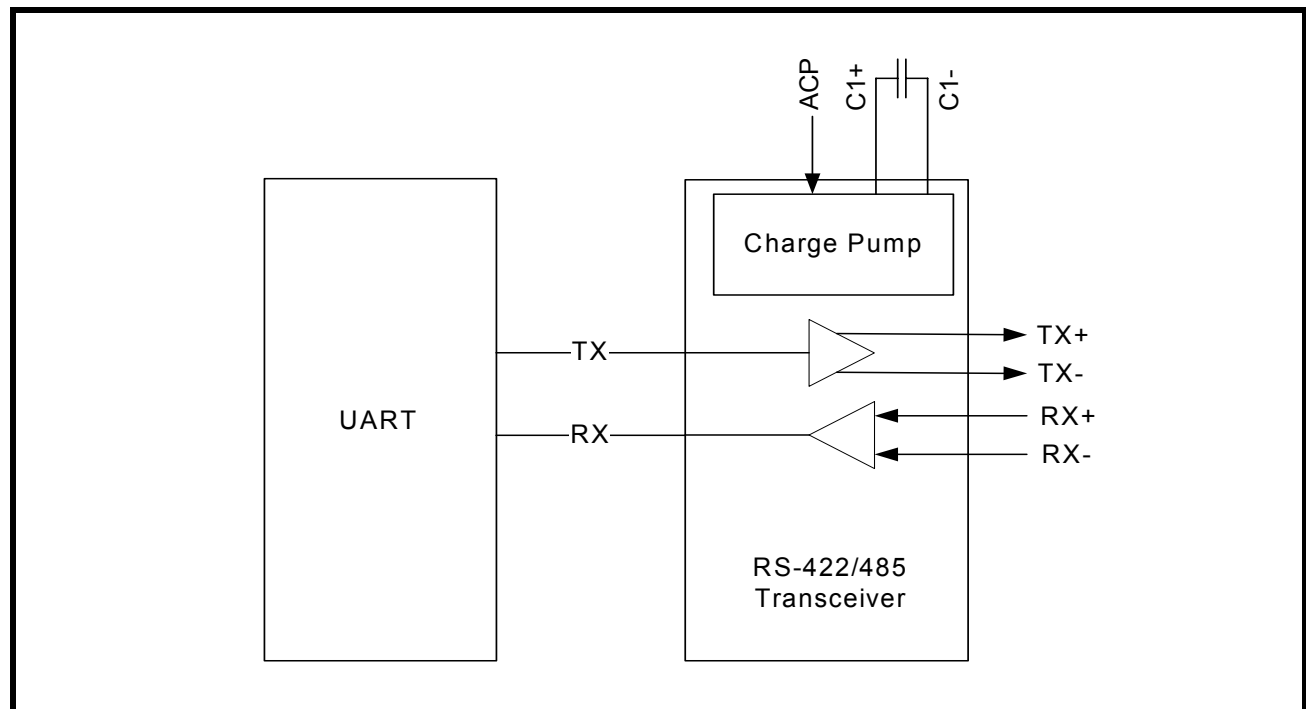 ACP
C1+
C1-
Charge Pump
TX
TX+
TX-
UART
RX
RX+
RX-
RS-422/485
Transceiver